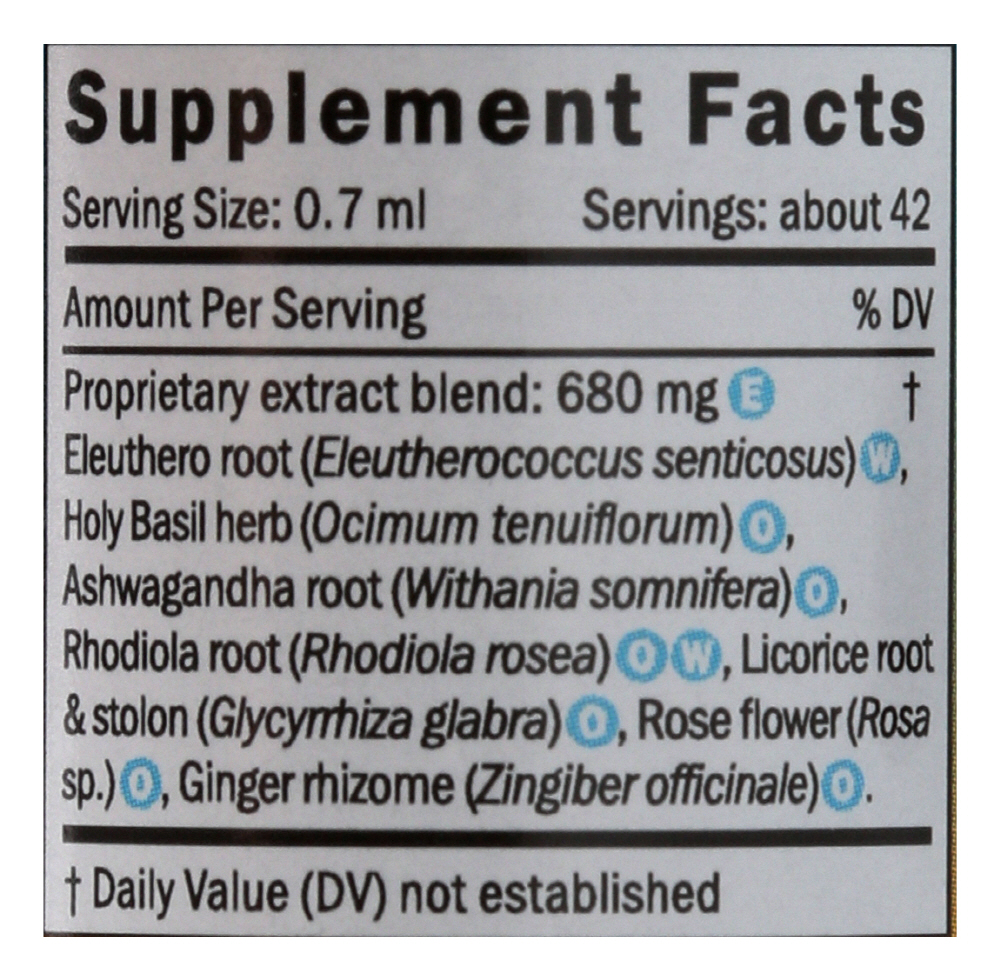 Supplement Facts
Serving Size: 0.7 ml Servings: about 42
Amount Per Serving % DV
Proprietary extract blend: 680 mg E †
Eleuthero root (Eleutherococcus senticosus) W,
Holy Basil herb (Ocimum tenuiflorum) O,
Ashwagandha root (Withania somnifera) O,
Rhodiola root (Rhodiola rosea) O W, Licorice root
& stolon (Glycyrrhiza glabra) O, Rose flower (Rosa
sp.) O, Ginger rhizome (Zingiber officinale) O.
† Daily Value (DV) not established